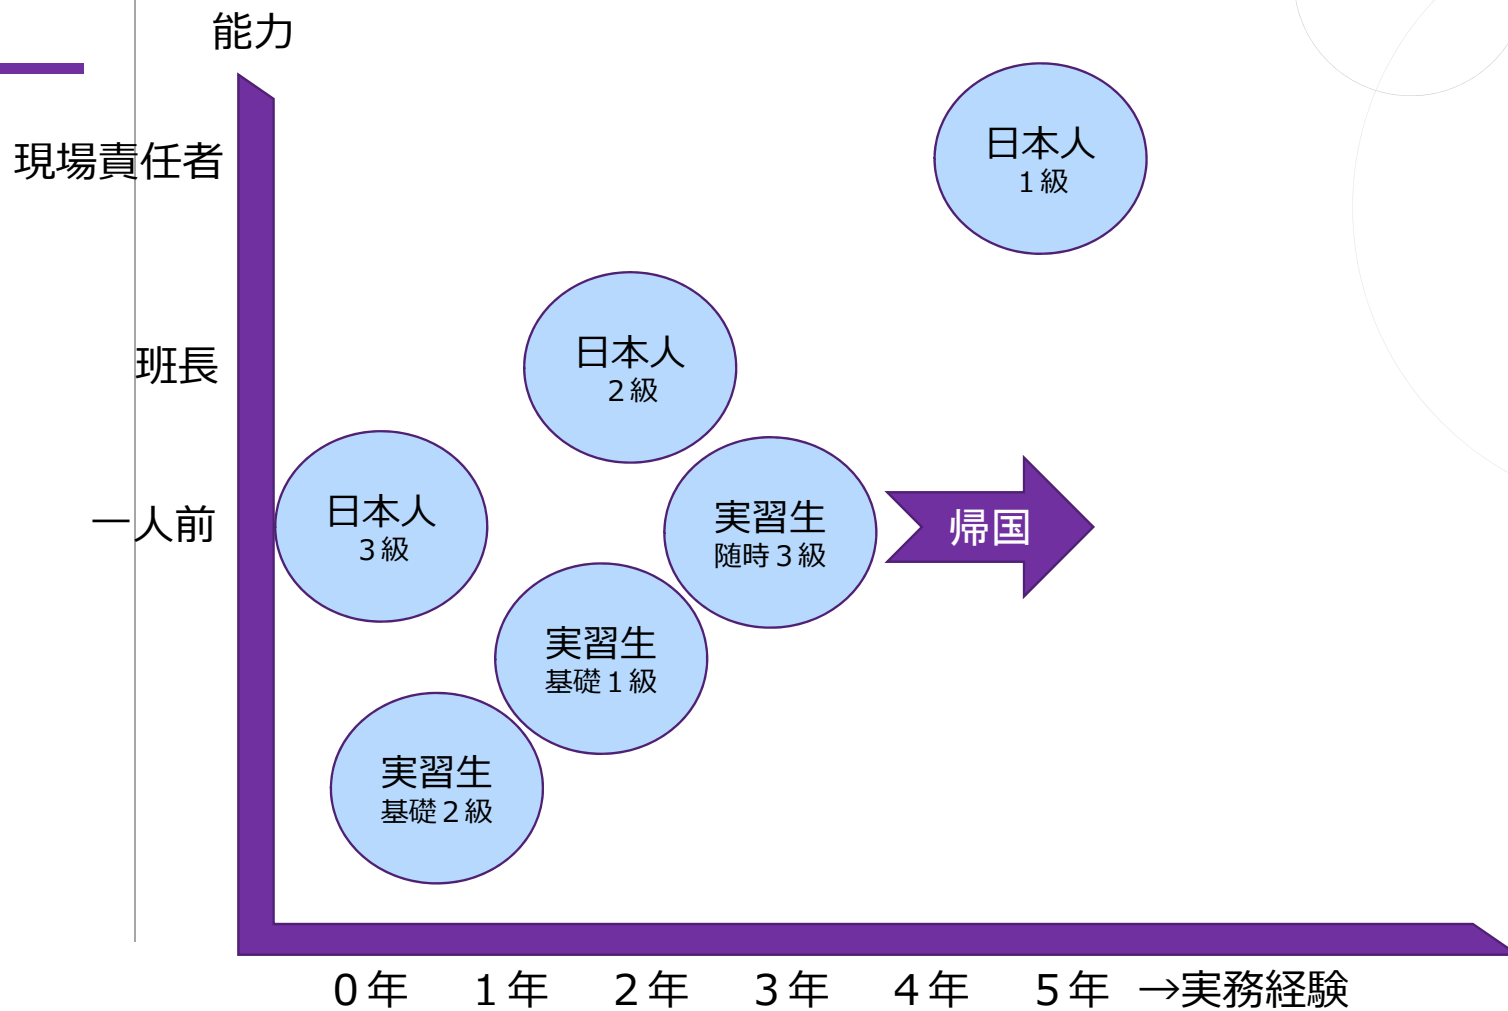 能力
現場責任者
日本人
１級
班長
日本人
２級
一人前
日本人
３級
実習生
随時３級
帰国
実習生
基礎１級
実習生
基礎２級
０年 １年 ２年 ３年 ４年 ５年 →実務経験